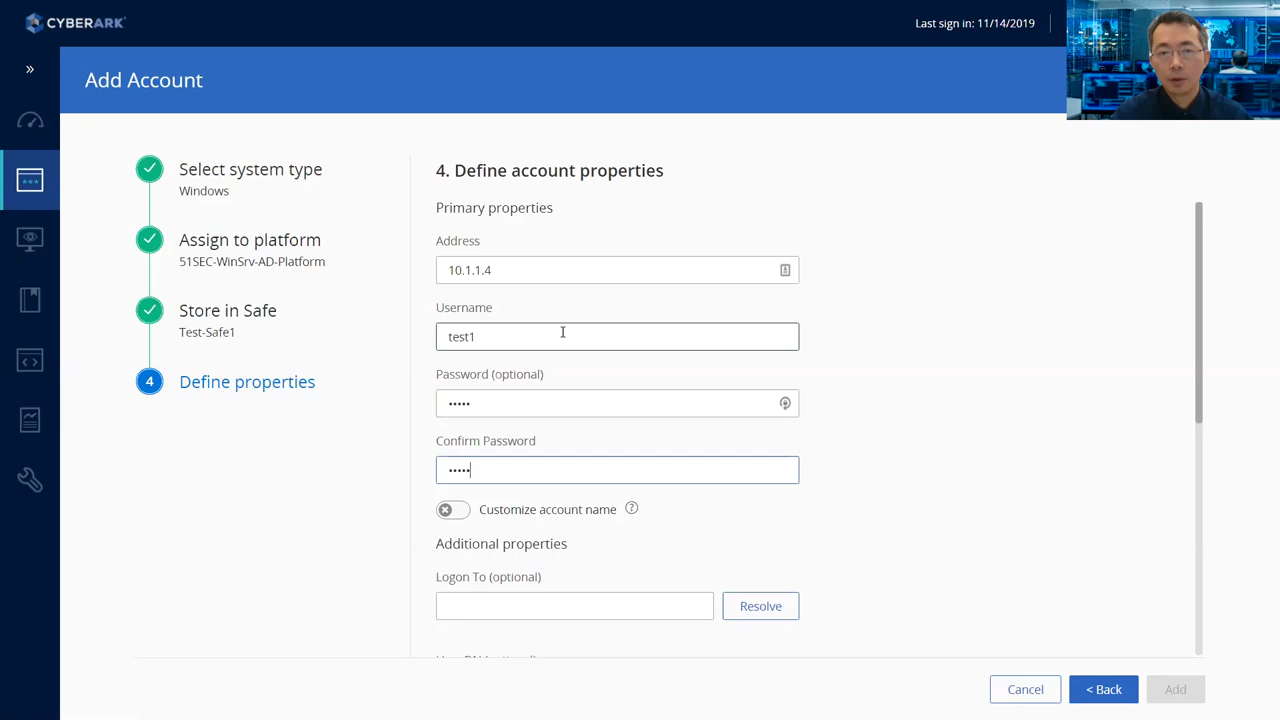 CYBERARK
Last sign in: 11/14/2019
»
Add Account
Select system type
Windows
Assign to platform
51SEC-WinSrv-AD-Platform
Store in Safe
Test-Safe1
4
Define properties
4. Define account properties
Primary properties
Address
10.1.1.4
Username
test1
Password (optional)
•••••
Confirm Password
•••••
Customize account name ?
Additional properties
Logon To (optional)
Resolve
Cancel
< Back
Add